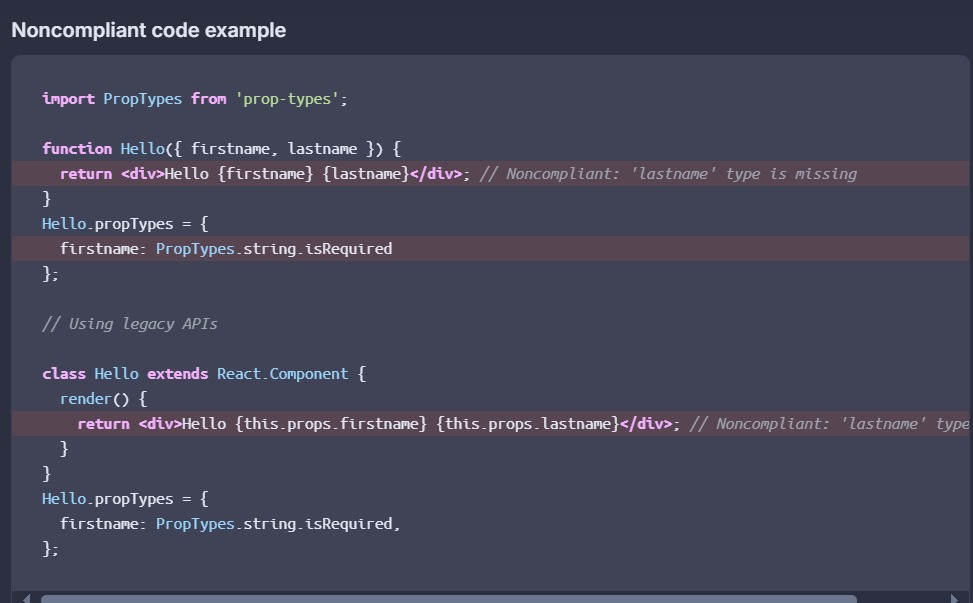 Noncompliant code example
import PropTypes from 'prop-types';
function Hello({ firstname, lastname }) {
return <div>Hello {firstname} {lastname}</div>; // Noncompliant: 'lastname' type is missing
}
Hello.propTypes = {
firstname: PropTypes.string.isRequired
};
// Using legacy APIs
class Hello extends React.Component {
render() {
return <div>Hello {this.props.firstname} {this.props.lastname}</div>; // Noncompliant: 'lastname' type
}
}
Hello.propTypes = {
firstname: PropTypes.string.isRequired,
};